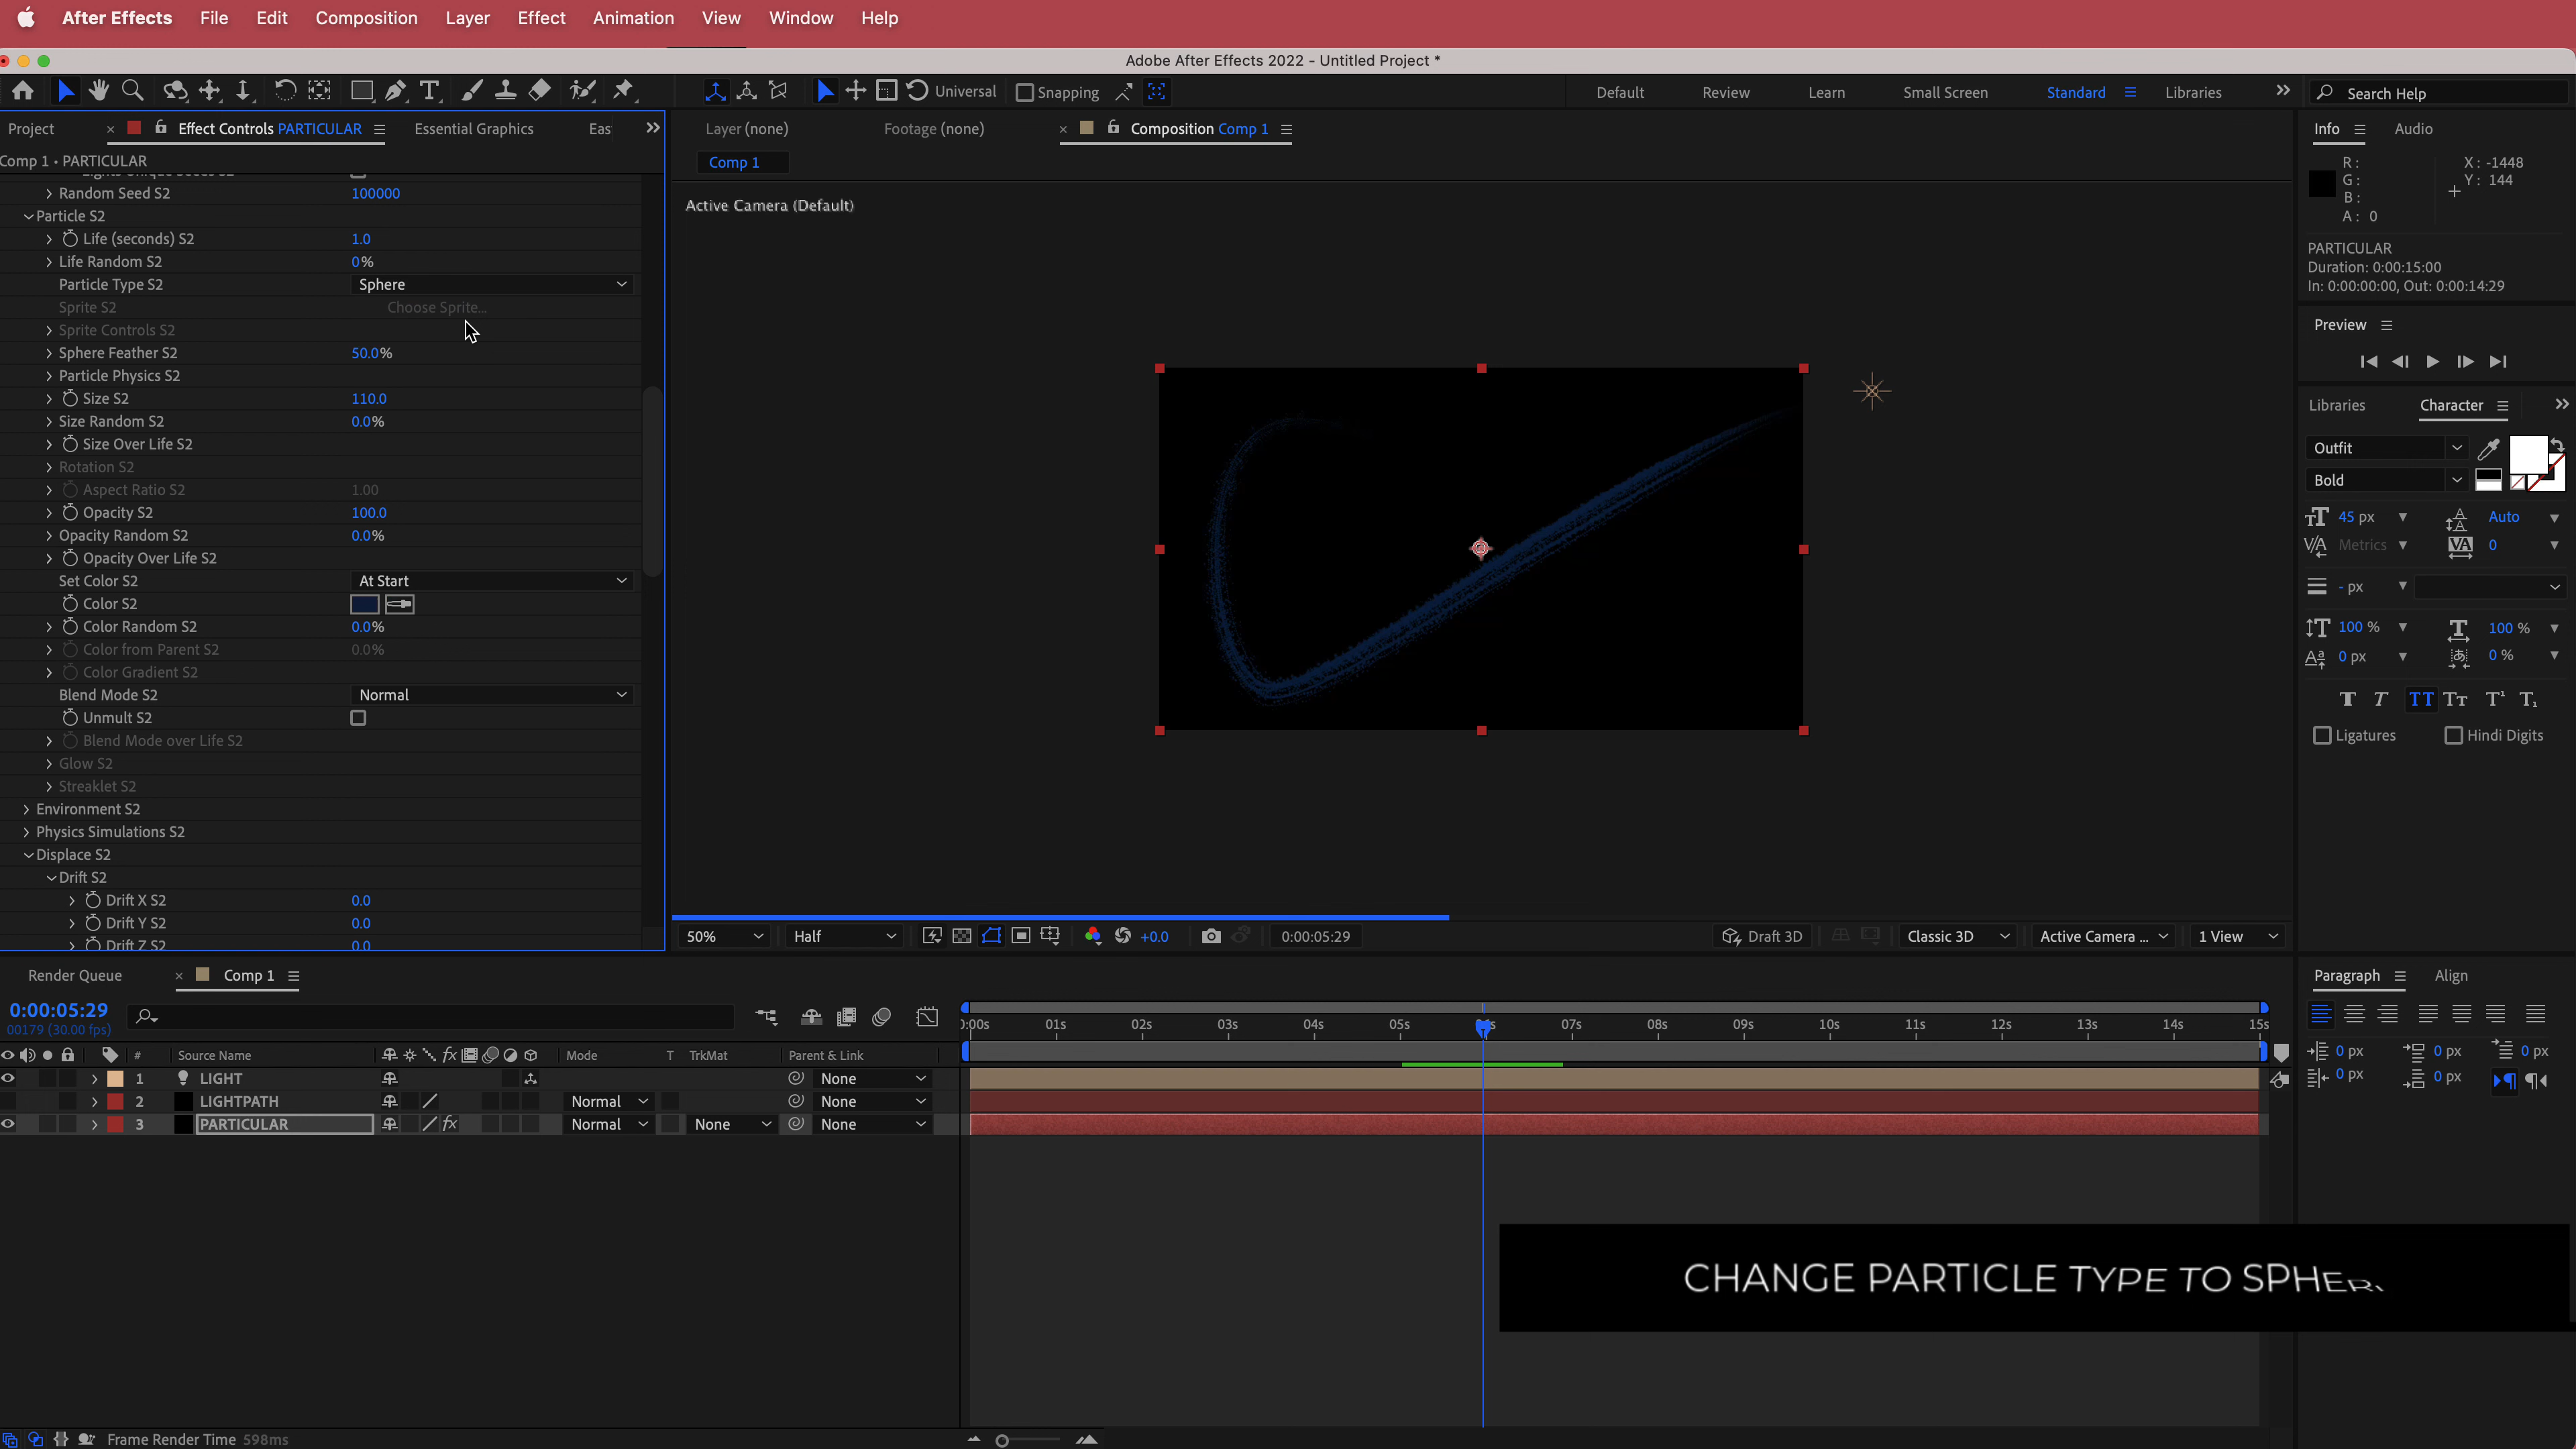 After Effects File Edit Composition Layer Effect Animation View Window Help
Adobe After Effects 2022 - Untitled Project *
Universal Snapping Default Review Learn Small Screen Standard Libraries Search Help
Project Effect Controls PARTICULAR Essential Graphics Eas
Layer (none) Footage (none) Composition Comp 1
Info Audio
Comp 1 • PARTICULAR
Comp 1
R: X: -1448
G: Y: 144
B:
A: 0
Random Seed S2 100000
Particle S2
Active Camera (Default)
Life (seconds) S2 1.0
Life Random S2 0%
Particle Type S2 Sphere
Sprite S2 Choose Sprite...
Sprite Controls S2
Sphere Feather S2 50.0%
Particle Physics S2
Size S2 110.0
Size Random S2 0.0%
Size Over Life S2
Rotation S2
Aspect Ratio S2 1.00
Opacity S2 100.0
Opacity Random S2 0.0%
Opacity Over Life S2
Set Color S2 At Start
Color S2
Color Random S2 0.0%
Color from Parent S2 0.0%
Color Gradient S2
Blend Mode S2 Normal
Unmult S2
Blend Mode over Life S2
Glow S2
Streaklet S2
Environment S2
Physics Simulations S2
Displace S2
Drift S2
Drift X S2 0.0
Drift Y S2 0.0
Drift Z S2 0.0
PARTICULAR
Duration: 0:00:15:00
In: 0:00:00:00, Out: 0:00:14:29
Preview
Libraries Character
Outfit
Bold
45 px Auto
Metrics 0
- px
100 % 100 %
0 px 0 %
Ligatures Hindi Digits
50% Half +0.0 0:00:05:29 Draft 3D Classic 3D Active Camera ... 1 View
Render Queue Comp 1
Paragraph Align
0:00:05:29
00179 (30.00 fps)
0:00s 01s 02s 03s 04s 05s 07s 08s 09s 10s 11s 12s 13s 14s 15s
# Source Name Mode T TrkMat Parent & Link
1 LIGHT None
2 LIGHTPATH Normal None
3 PARTICULAR Normal None None
0 px 0 px 0 px
0 px 0 px
CHANGE PARTICLE TYPE TO SPHER
Frame Render Time 598ms